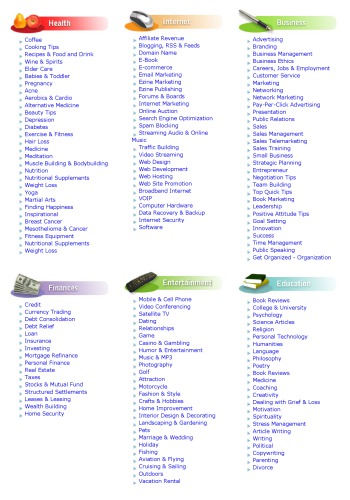 Health
Coffee
Cooking Tips
Recipes & Food and Drink
Wine & Spirits
Elder Care
Babies & Toddler
Pregnancy
Acne
Aerobics & Cardio
Alternative Medicine
Beauty Tips
Depression
Diabetes
Exercise & Fitness
Hair Loss
Medicine
Meditation
Muscle Building & Bodybuilding
Nutrition
Nutritional Supplements
Weight Loss
Yoga
Martial Arts
Finding Happiness
Inspirational
Breast Cancer
Mesothelioma & Cancer
Fitness Equipment
Nutritional Supplements
Weight Loss
Internet
Affiliate Revenue
Blogging, RSS & Feeds
Domain Name
E-Book
E-commerce
Email Marketing
Ezine Marketing
Ezine Publishing
Forums & Boards
Internet Marketing
Online Auction
Search Engine Optimization
Spam Blocking
Streaming Audio & Online
Music
Traffic Building
Video Streaming
Web Design
Web Development
Web Hosting
Web Site Promotion
Broadband Internet
VOIP
Computer Hardware
Data Recovery & Backup
Internet Security
Software
Business
Advertising
Branding
Business Management
Business Ethics
Careers, Jobs & Employment
Customer Service
Marketing
Networking
Network Marketing
Pay-Per-Click Advertising
Presentation
Public Relations
Sales
Sales Management
Sales Telemarketing
Sales Training
Small Business
Strategic Planning
Entrepreneur
Negotiation Tips
Team Building
Top Quick Tips
Book Marketing
Leadership
Positive Attitude Tips
Goal Setting
Innovation
Success
Time Management
Public Speaking
Get Organized - Organization
Finances
Credit
Currency Trading
Debt Consolidation
Debt Relief
Loan
Insurance
Investing
Mortgage Refinance
Personal Finance
Real Estate
Taxes
Stocks & Mutual Fund
Structured Settlements
Leases & Leasing
Wealth Building
Home Security
Entertainment
Mobile & Cell Phone
Video Conferencing
Satellite TV
Dating
Relationships
Game
Casino & Gambling
Humor & Entertainment
Music & MP3
Photography
Golf
Attraction
Motorcycle
Fashion & Style
Crafts & Hobbies
Home Improvement
Interior Design & Decorating
Landscaping & Gardening
Pets
Marriage & Wedding
Holiday
Fishing
Aviation & Flying
Cruising & Sailing
Outdoors
Vacation Rental
Education
Book Reviews
College & University
Psychology
Science Articles
Religion
Personal Technology
Humanities
Language
Philosophy
Poetry
Book Reviews
Medicine
Coaching
Creativity
Dealing with Grief & Loss
Motivation
Spirituality
Stress Management
Article Writing
Writing
Political
Copywriting
Parenting
Divorce